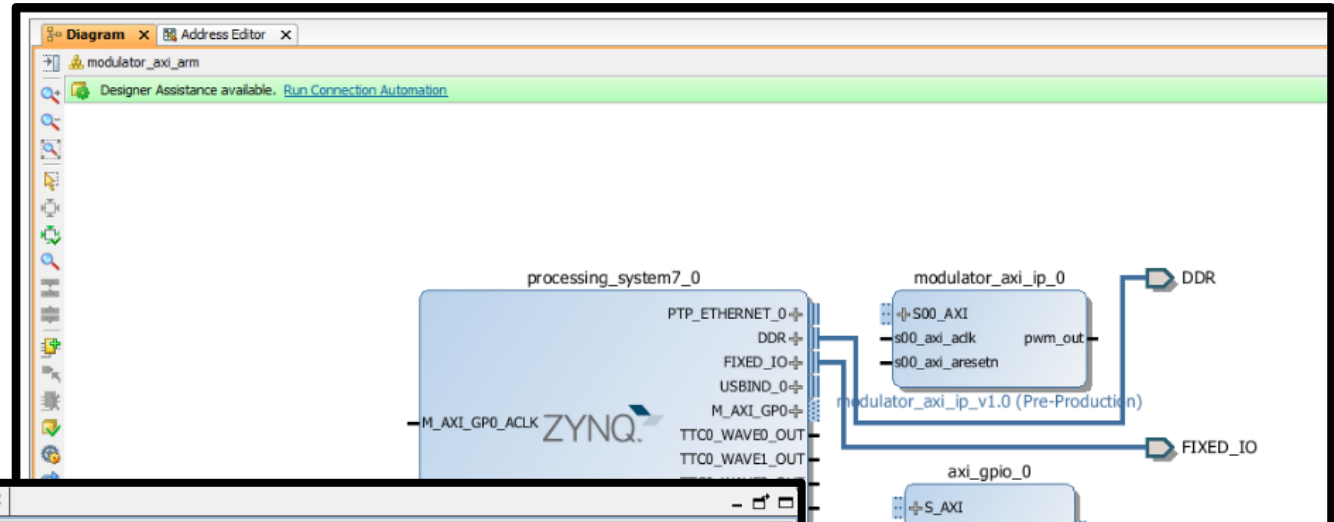 Diagram X Address Editor X
modulator_axi_arm
Designer Assistance available. Run Connection Automation
processing_system7_0
PTP_ETHERNET_0
DDR
FIXED_IO
USBIND_0
M_AXI_GP0
TTC0_WAVE0_OUT
TTC0_WAVE1_OUT
M_AXI_GP0_ACLK
ZYNQ
modulator_axi_ip_0
S00_AXI
s00_axi_aclk
s00_axi_aresetn
pwm_out
modulator_axi_ip_v1.0 (Pre-Production)
DDR
FIXED_IO
axi_gpio_0
S_AXI